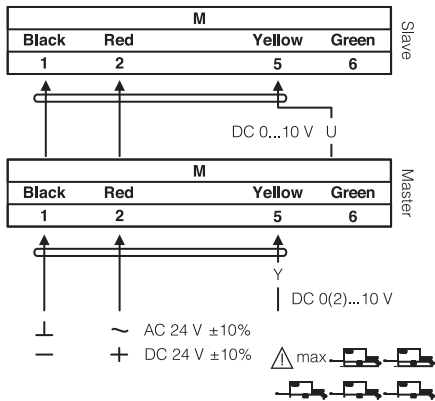 M
Black Red Yellow Green
1 2 5 6
Slave
DC 0...10 V U
M
Black Red Yellow Green
1 2 5 6
Master
Y
DC 0(2)...10 V
⊥ ~ AC 24 V ±10%
− + DC 24 V ±10%
⚠ max